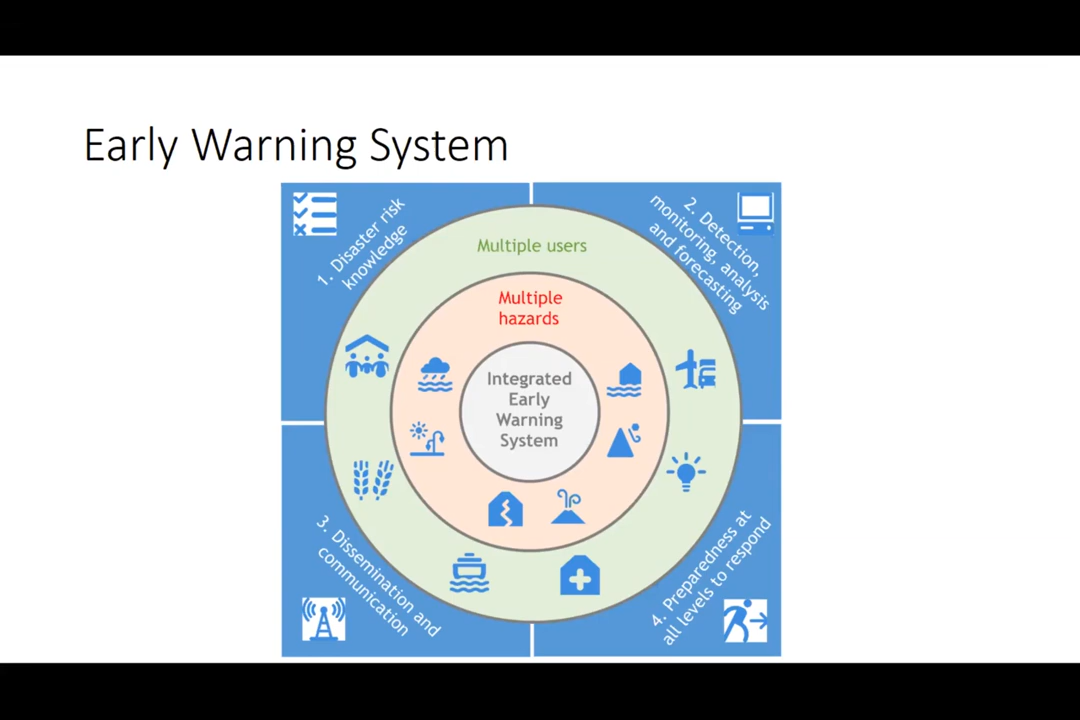 Early Warning System
1. Disaster risk
knowledge
2. Detection,
monitoring, analysis
and forecasting
Multiple users
Multiple
hazards
Integrated
Early
Warning
System
3. Dissemination and
communication
4. Preparedness at
all levels to respond